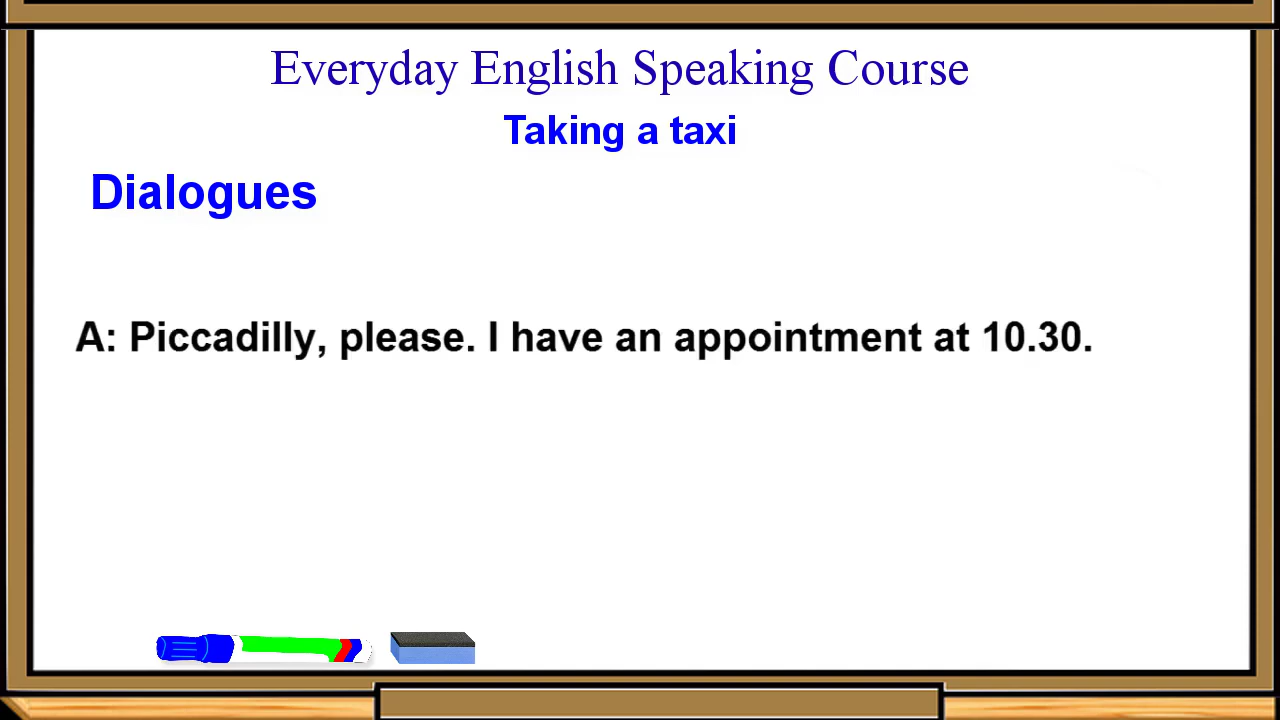 Everyday English Speaking Course
Taking a taxi
Dialogues
A: Piccadilly, please. I have an appointment at 10.30.